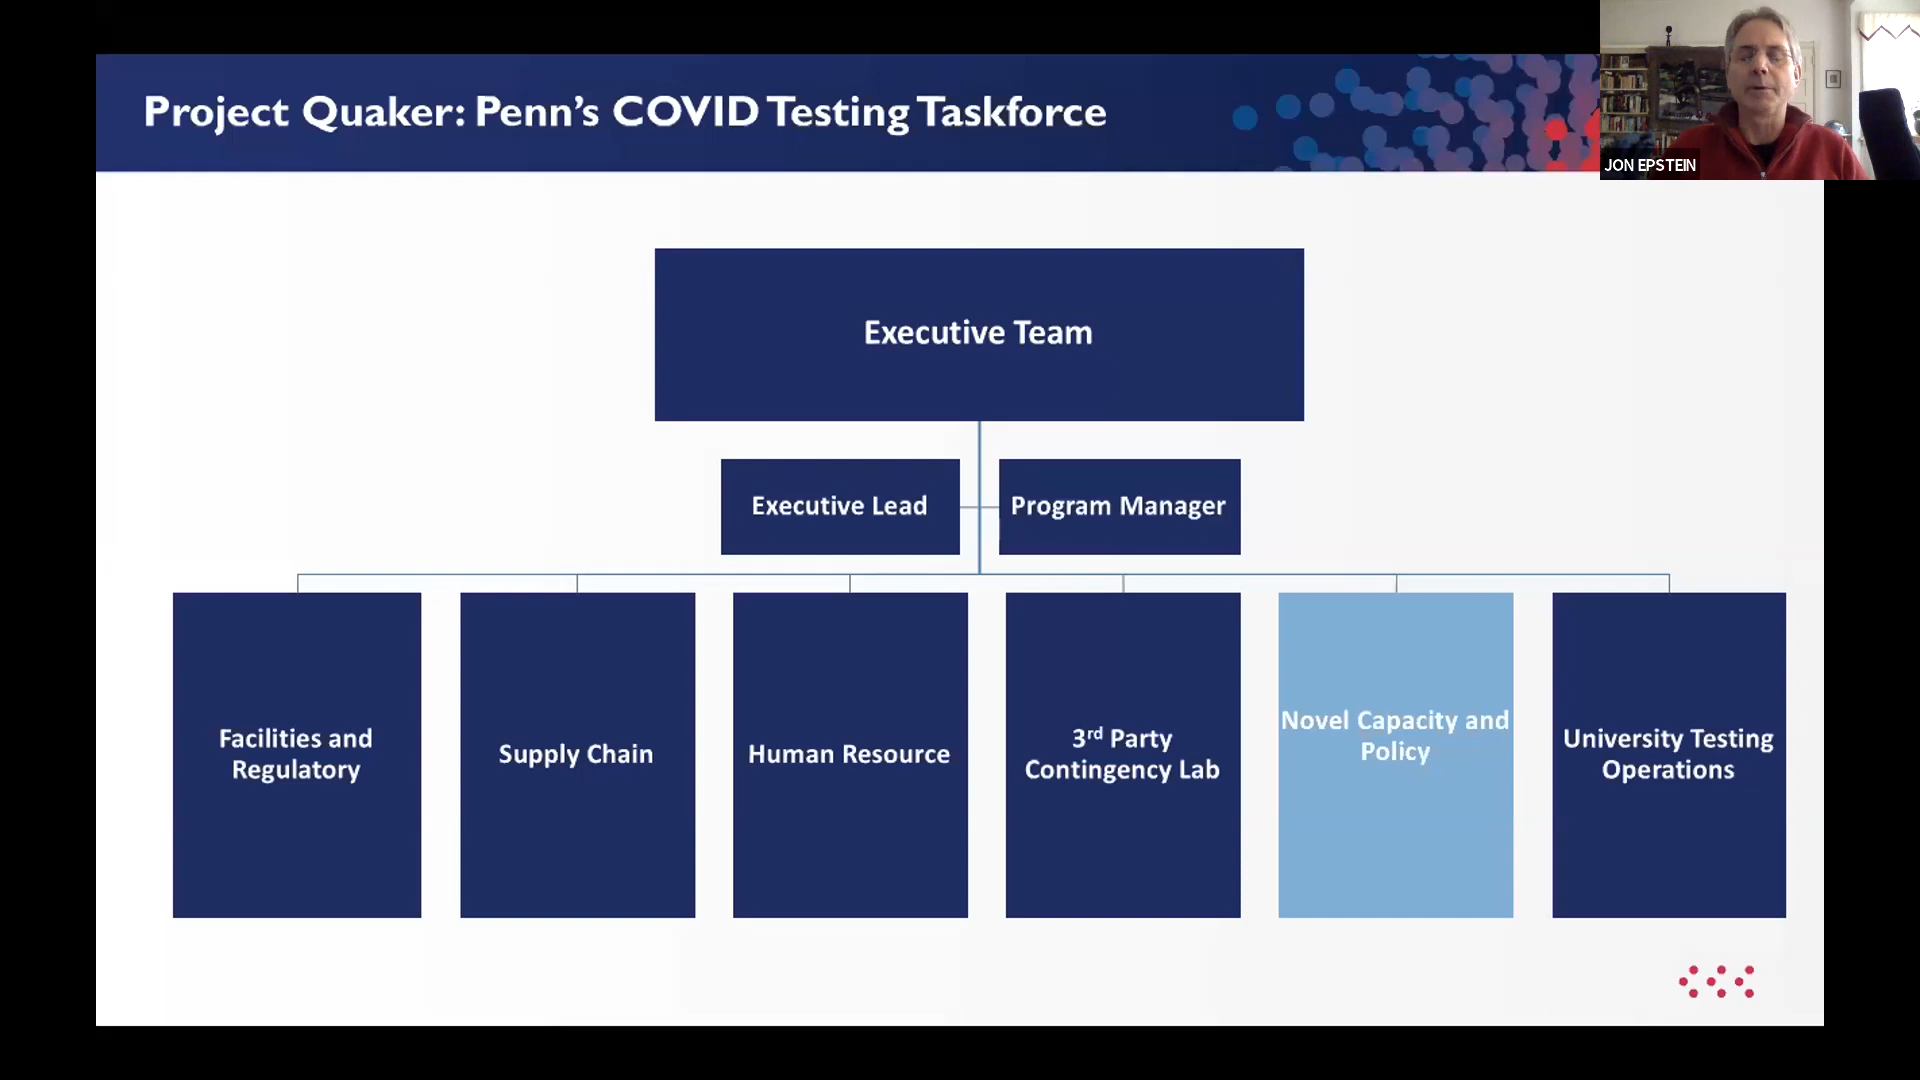 Project Quaker: Penn's COVID Testing Taskforce
JON EPSTEIN
Executive Team
Executive Lead
Program Manager
Facilities and
Regulatory
Supply Chain
Human Resource
3rd Party
Contingency Lab
Novel Capacity and
Policy
University Testing
Operations